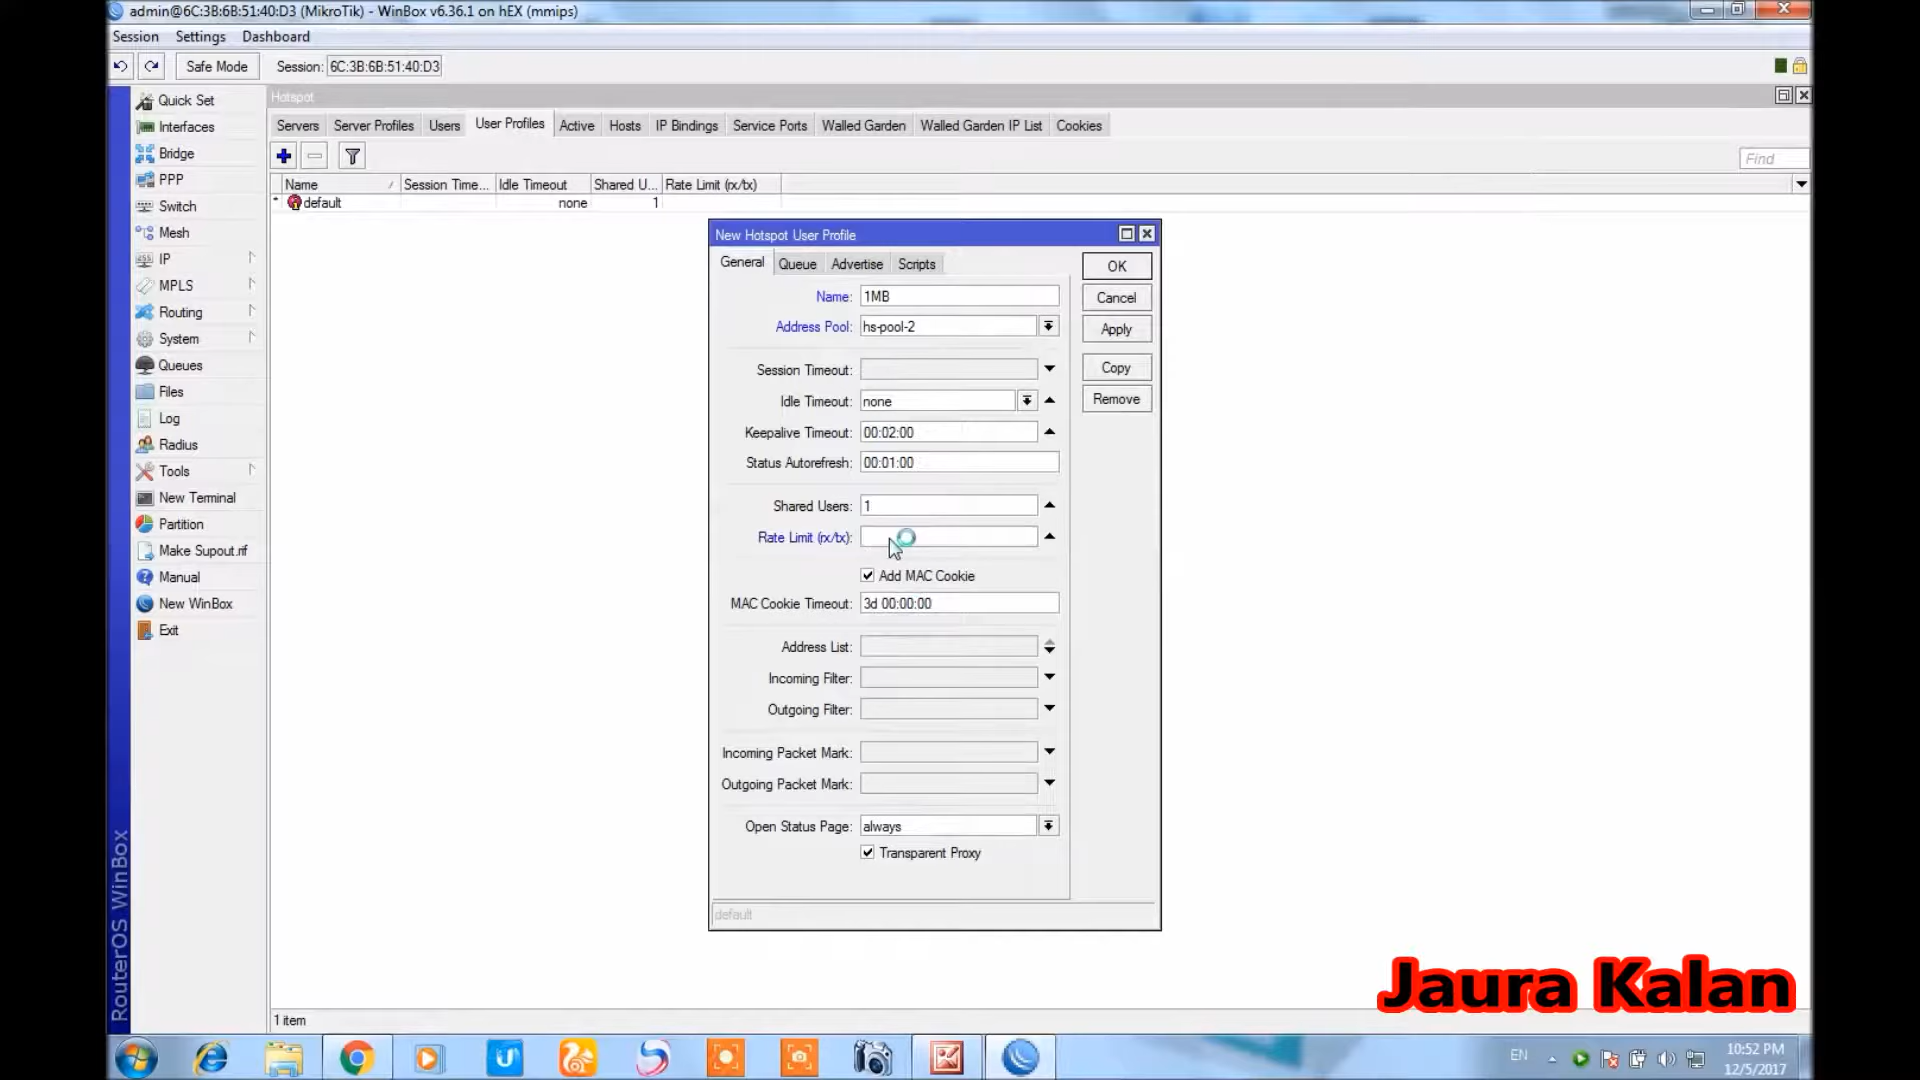 admin@6C:3B:6B:51:40:D3 (MikroTik) - WinBox v6.36.1 on hEX (mmips)
Session Settings Dashboard
Safe Mode Session: 6C:3B:6B:51:40:D3
Quick Set
Interfaces
Bridge
PPP
Switch
Mesh
IP
MPLS
Routing
System
Queues
Files
Log
Radius
Tools
New Terminal
Partition
Make Supout.rif
Manual
New WinBox
Exit
RouterOS WinBox
Hotspot
Servers Server Profiles Users User Profiles Active Hosts IP Bindings Service Ports Walled Garden Walled Garden IP List Cookies
Find
Name Session Time... Idle Timeout Shared U... Rate Limit (rx/tx)
* default none 1
New Hotspot User Profile
General Queue Advertise Scripts
Name: 1MB
Address Pool: hs-pool-2
Session Timeout:
Idle Timeout: none
Keepalive Timeout: 00:02:00
Status Autorefresh: 00:01:00
Shared Users: 1
Rate Limit (rx/tx):
Add MAC Cookie
MAC Cookie Timeout: 3d 00:00:00
Address List:
Incoming Filter:
Outgoing Filter:
Incoming Packet Mark:
Outgoing Packet Mark:
Open Status Page: always
Transparent Proxy
OK
Cancel
Apply
Copy
Remove
default
Jaura Kalan
1 item
EN
10:52 PM
12/5/2017